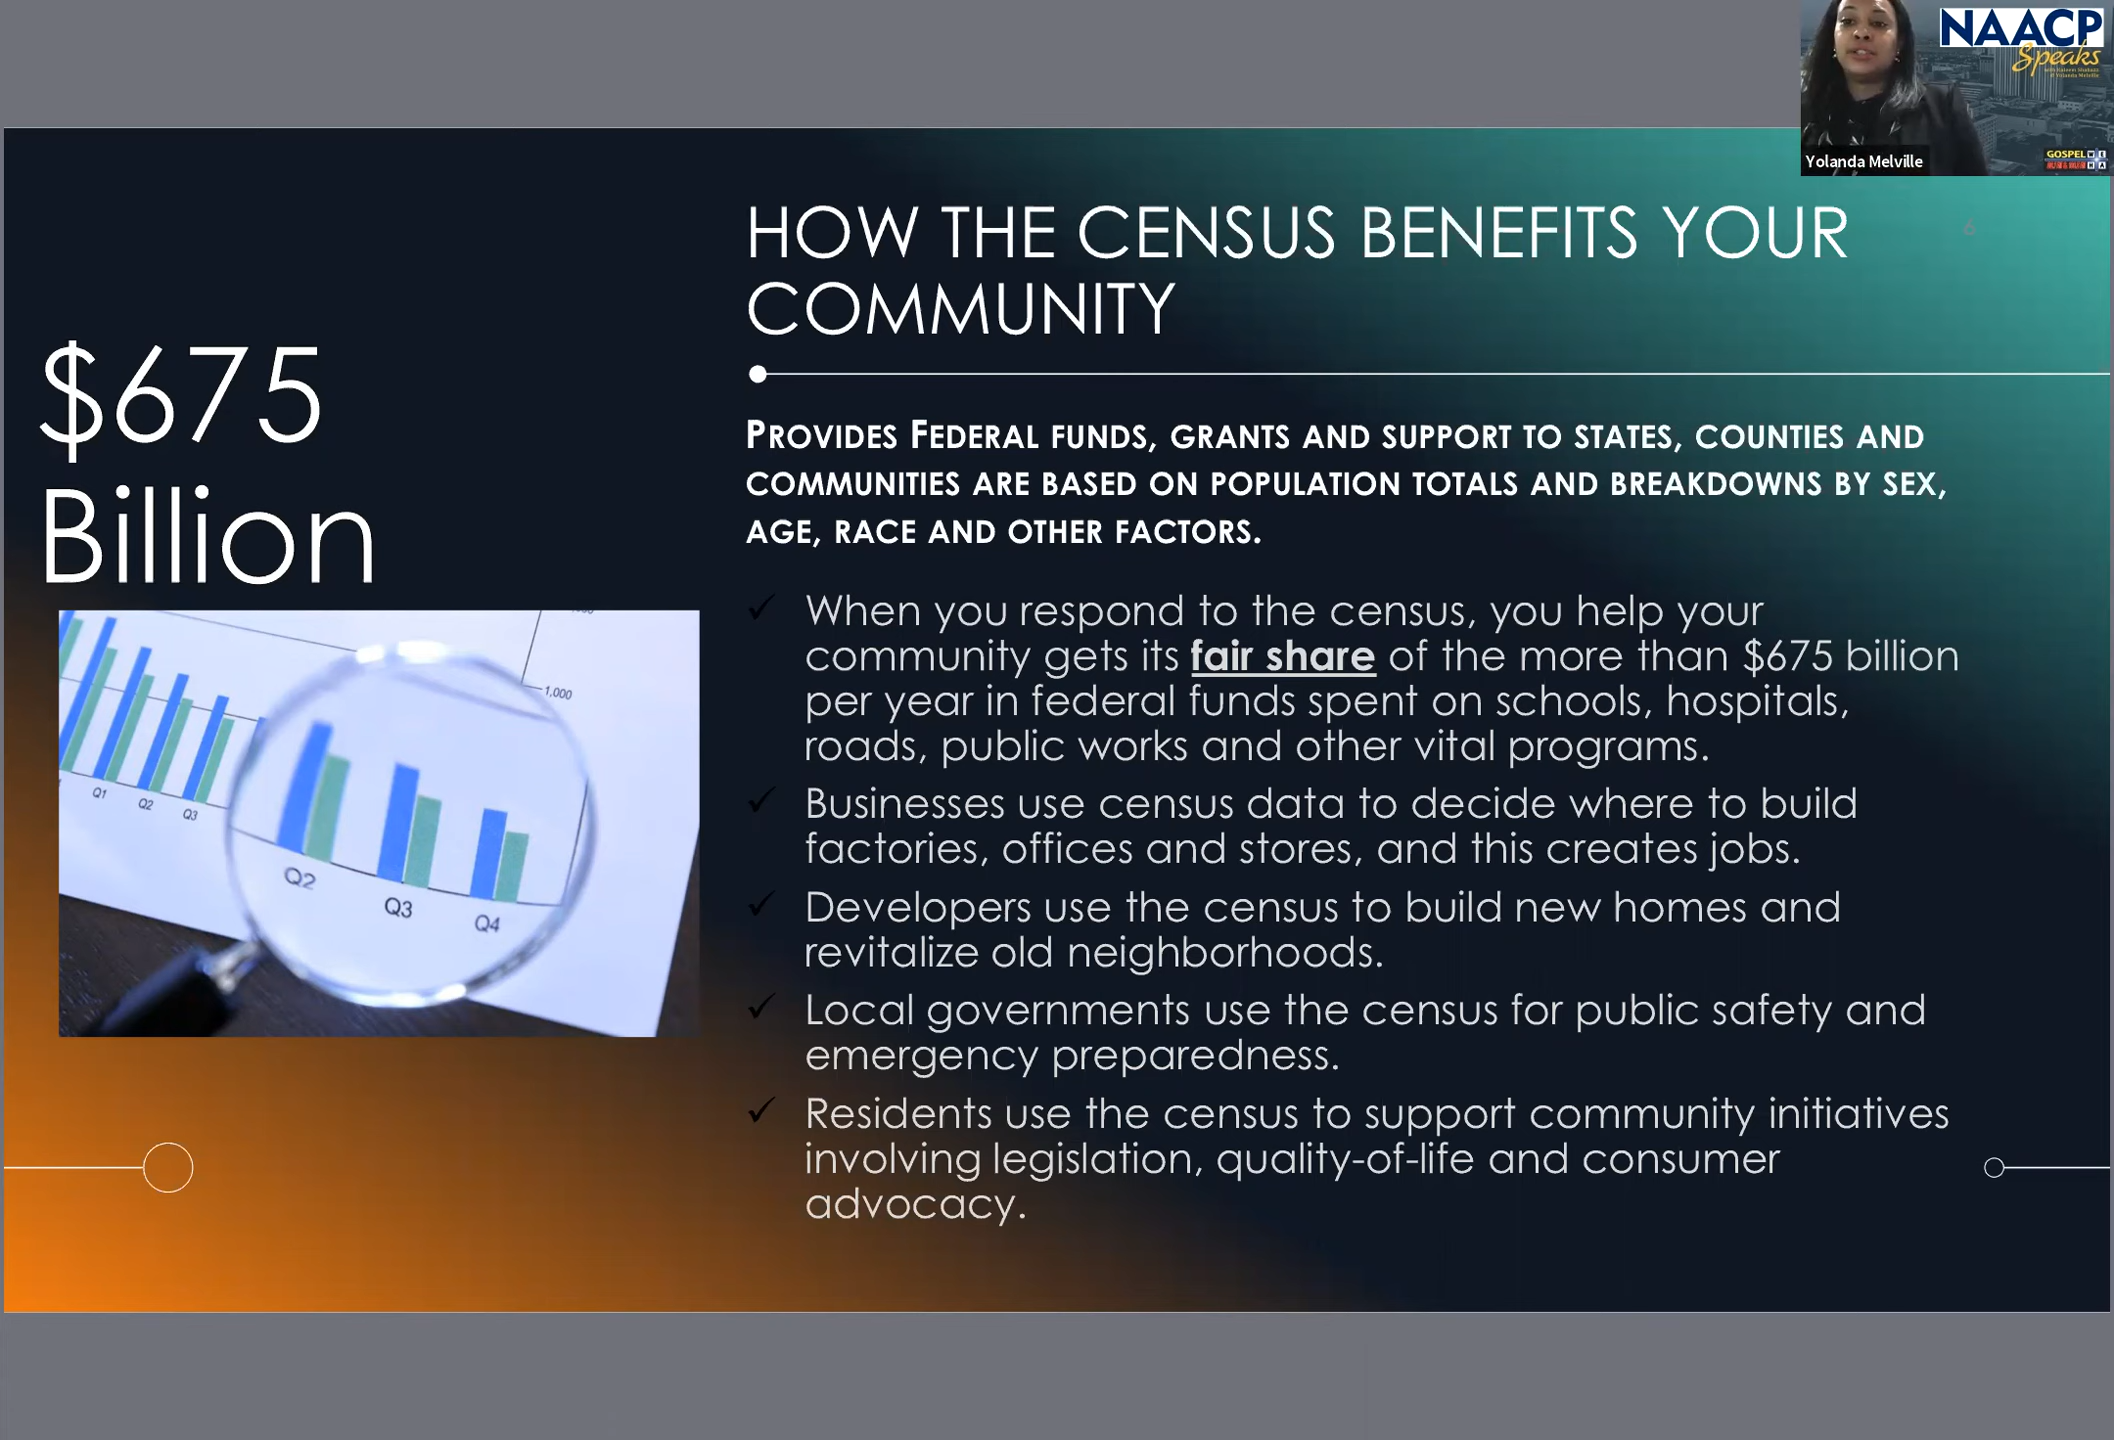 NAACP
Speaks
Yolanda Melville
GOSPEL
HOW THE CENSUS BENEFITS YOUR
COMMUNITY
6
$675
Billion
PROVIDES FEDERAL FUNDS, GRANTS AND SUPPORT TO STATES, COUNTIES AND
COMMUNITIES ARE BASED ON POPULATION TOTALS AND BREAKDOWNS BY SEX,
AGE, RACE AND OTHER FACTORS.
When you respond to the census, you help your
community gets its fair share of the more than $675 billion
per year in federal funds spent on schools, hospitals,
roads, public works and other vital programs.
Businesses use census data to decide where to build
factories, offices and stores, and this creates jobs.
Developers use the census to build new homes and
revitalize old neighborhoods.
Local governments use the census for public safety and
emergency preparedness.
Residents use the census to support community initiatives
involving legislation, quality-of-life and consumer
advocacy.
1,000
Q1
Q2
Q3
Q2
Q3
Q4